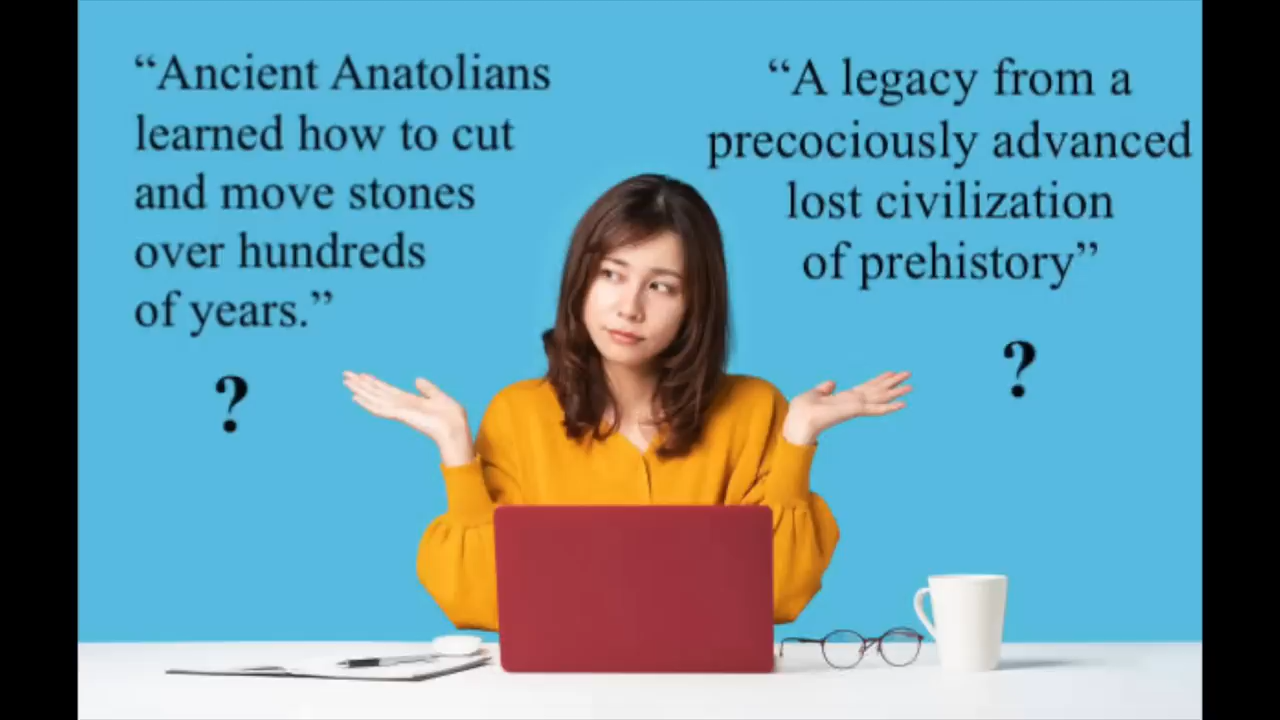 “Ancient Anatolians
learned how to cut
and move stones
over hundreds
of years.”
?
“A legacy from a
precociously advanced
lost civilization
of prehistory”
?